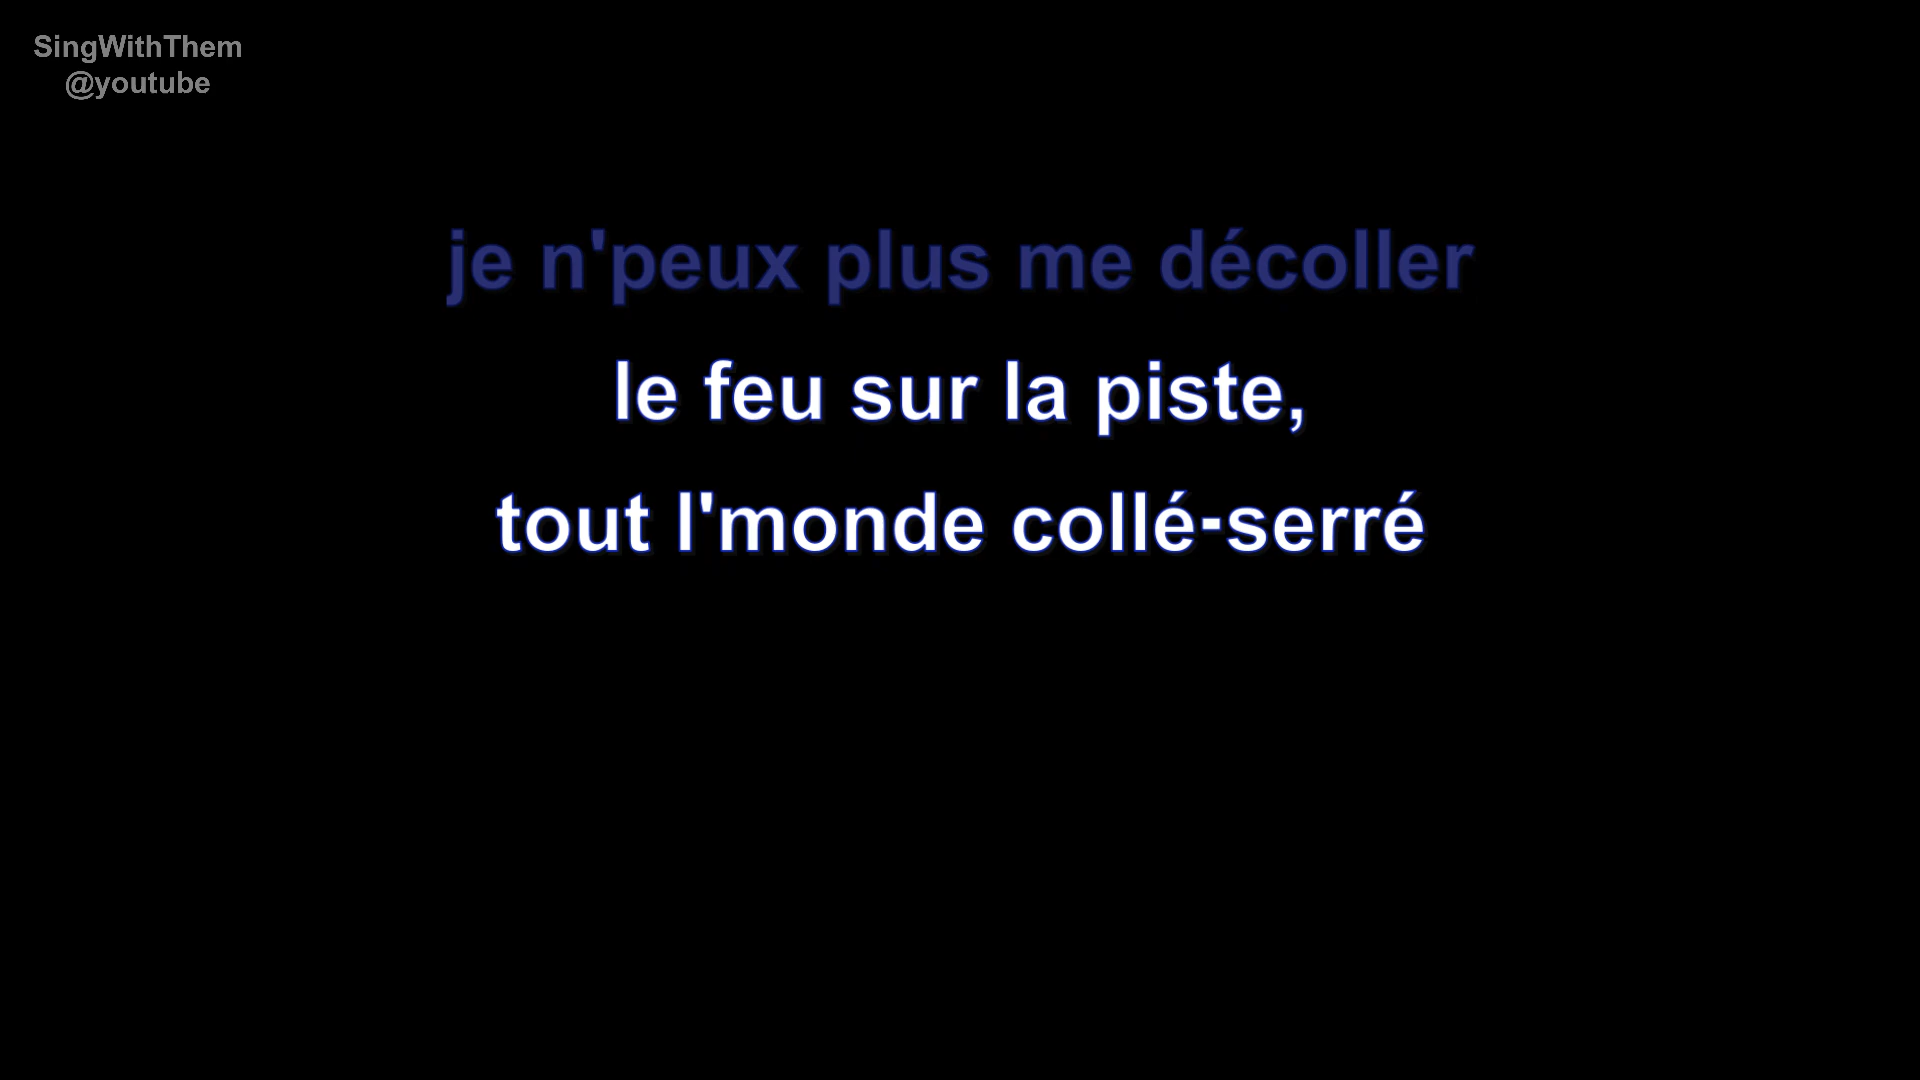 SingWithThem
@youtube
je n'peux plus me décoller
le feu sur la piste,
tout l'monde collé-serré